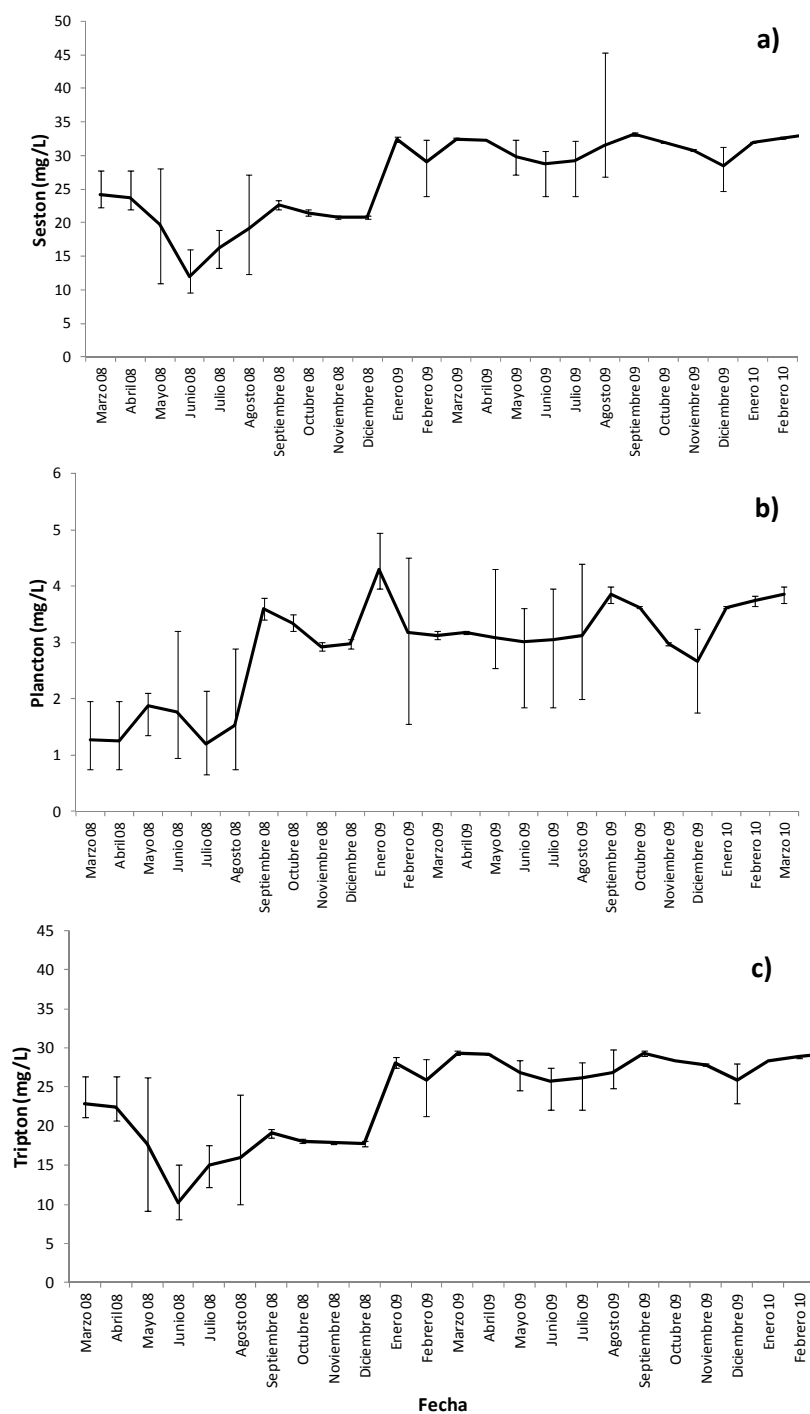 a)
Seston (mg/L)
50
45
40
35
30
25
20
15
10
5
0
Marzo 08
Abril 08
Mayo 08
Junio 08
Julio 08
Agosto 08
Septiembre 08
Octubre 08
Noviembre 08
Diciembre 08
Enero 09
Febrero 09
Marzo 09
Abril 09
Mayo 09
Junio 09
Julio 09
Agosto 09
Septiembre 09
Octubre 09
Noviembre 09
Diciembre 09
Enero 10
Febrero 10
b)
Plancton (mg/L)
6
5
4
3
2
1
0
Marzo 08
Abril 08
Mayo 08
Junio 08
Julio 08
Agosto 08
Septiembre 08
Octubre 08
Noviembre 08
Diciembre 08
Enero 09
Febrero 09
Marzo 09
Abril 09
Mayo 09
Junio 09
Julio 09
Agosto 09
Septiembre 09
Octubre 09
Noviembre 09
Diciembre 09
Enero 10
Febrero 10
Marzo 10
c)
Tripton (mg/L)
45
40
35
30
25
20
15
10
5
0
Marzo 08
Abril 08
Mayo 08
Junio 08
Julio 08
Agosto 08
Septiembre 08
Octubre 08
Noviembre 08
Diciembre 08
Enero 09
Febrero 09
Marzo 09
Abril 09
Mayo 09
Junio 09
Julio 09
Agosto 09
Septiembre 09
Octubre 09
Noviembre 09
Diciembre 09
Enero 10
Febrero 10
Fecha